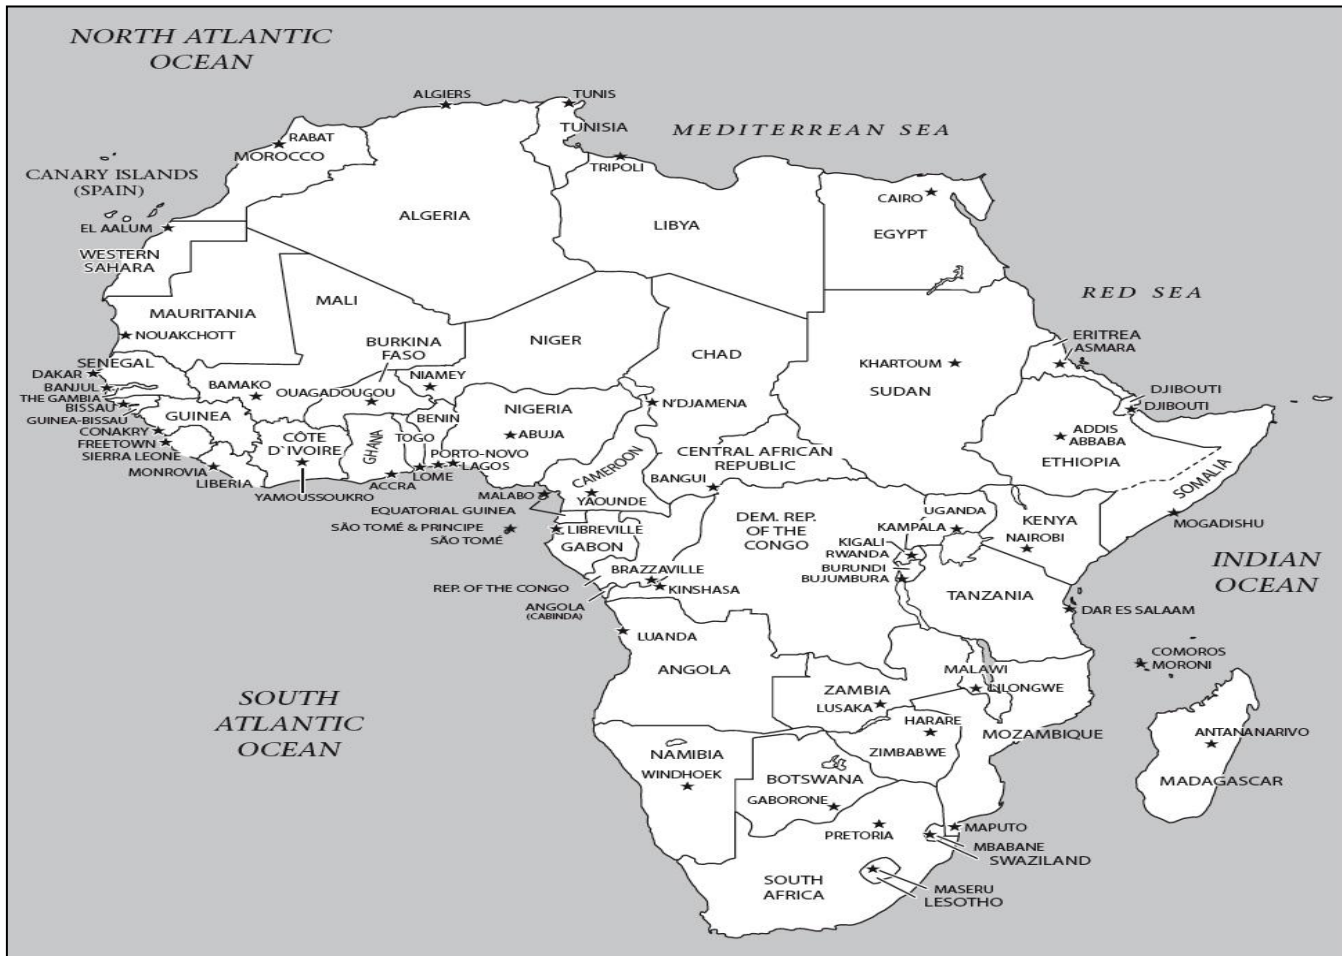 NORTH ATLANTIC
OCEAN
ALGIERS
TUNIS
TUNISIA
MEDITERREAN SEA
RABAT
MOROCCO
TRIPOLI
CANARY ISLANDS
(SPAIN)
CAIRO
ALGERIA
LIBYA
EGYPT
EL AALUM
WESTERN
SAHARA
MALI
RED SEA
MAURITANIA
NOUAKCHOTT
BURKINA
FASO
NIGER
CHAD
ERITREA
ASMARA
SENEGAL
DAKAR
BANJUL
THE GAMBIA
BISSAU
GUINEA-BISSAU
CONAKRY
FREETOWN
SIERRA LEONE
MONROVIA
LIBERIA
GUINEA
BAMAKO
OUAGADOUGOU
NIAMEY
KHARTOUM
SUDAN
N'DJAMENA
DJIBOUTI
DJIBOUTI
BENIN
NIGERIA
ABUJA
CÔTE
D`IVOIRE
GHANA
TOGO
PORTO-NOVO
LAGOS
LOME
ACCRA
YAMOUSSOUKRO
CAMEROON
YAOUNDE
CENTRAL AFRICAN
REPUBLIC
BANGUI
ADDIS
ABBABA
ETHIOPIA
SOMALIA
MOGADISHU
MALABO
EQUATORIAL GUINEA
SÃO TOMÉ & PRINCIPE
SÃO TOMÉ
LIBREVILLE
GABON
DEM. REP.
OF THE
CONGO
UGANDA
KAMPALA
KENYA
NAIROBI
KIGALI
RWANDA
BURUNDI
BUJUMBURA
INDIAN
OCEAN
BRAZZAVILLE
REP. OF THE CONGO
KINSHASA
ANGOLA
(CABINDA)
TANZANIA
DAR ES SALAAM
LUANDA
ANGOLA
COMOROS
MORONI
MALAWI
LILONGWE
ZAMBIA
LUSAKA
SOUTH
ATLANTIC
OCEAN
HARARE
ZIMBABWE
MOZAMBIQUE
ANTANANARIVO
MADAGASCAR
NAMIBIA
WINDHOEK
BOTSWANA
GABORONE
PRETORIA
MAPUTO
MBABANE
SWAZILAND
SOUTH
AFRICA
MASERU
LESOTHO